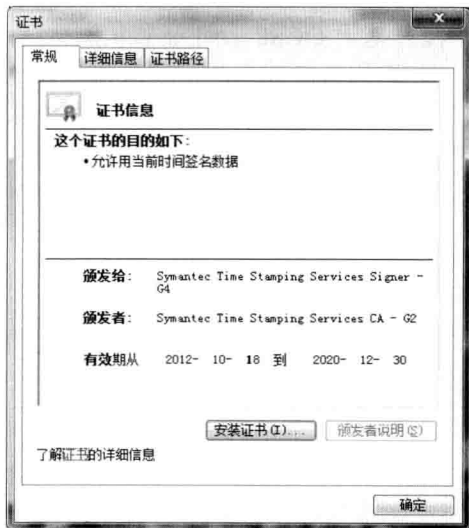 证书
常规 详细信息 证书路径
证书信息
这个证书的目的如下:
•允许用当前时间签名数据
颁发给: Symantec Time Stamping Services Signer -
G4
颁发者: Symantec Time Stamping Services CA - G2
有效期从 2012- 10- 18 到 2020- 12- 30
安装证书(I)... 颁发者说明(S)
了解证书的详细信息
确定